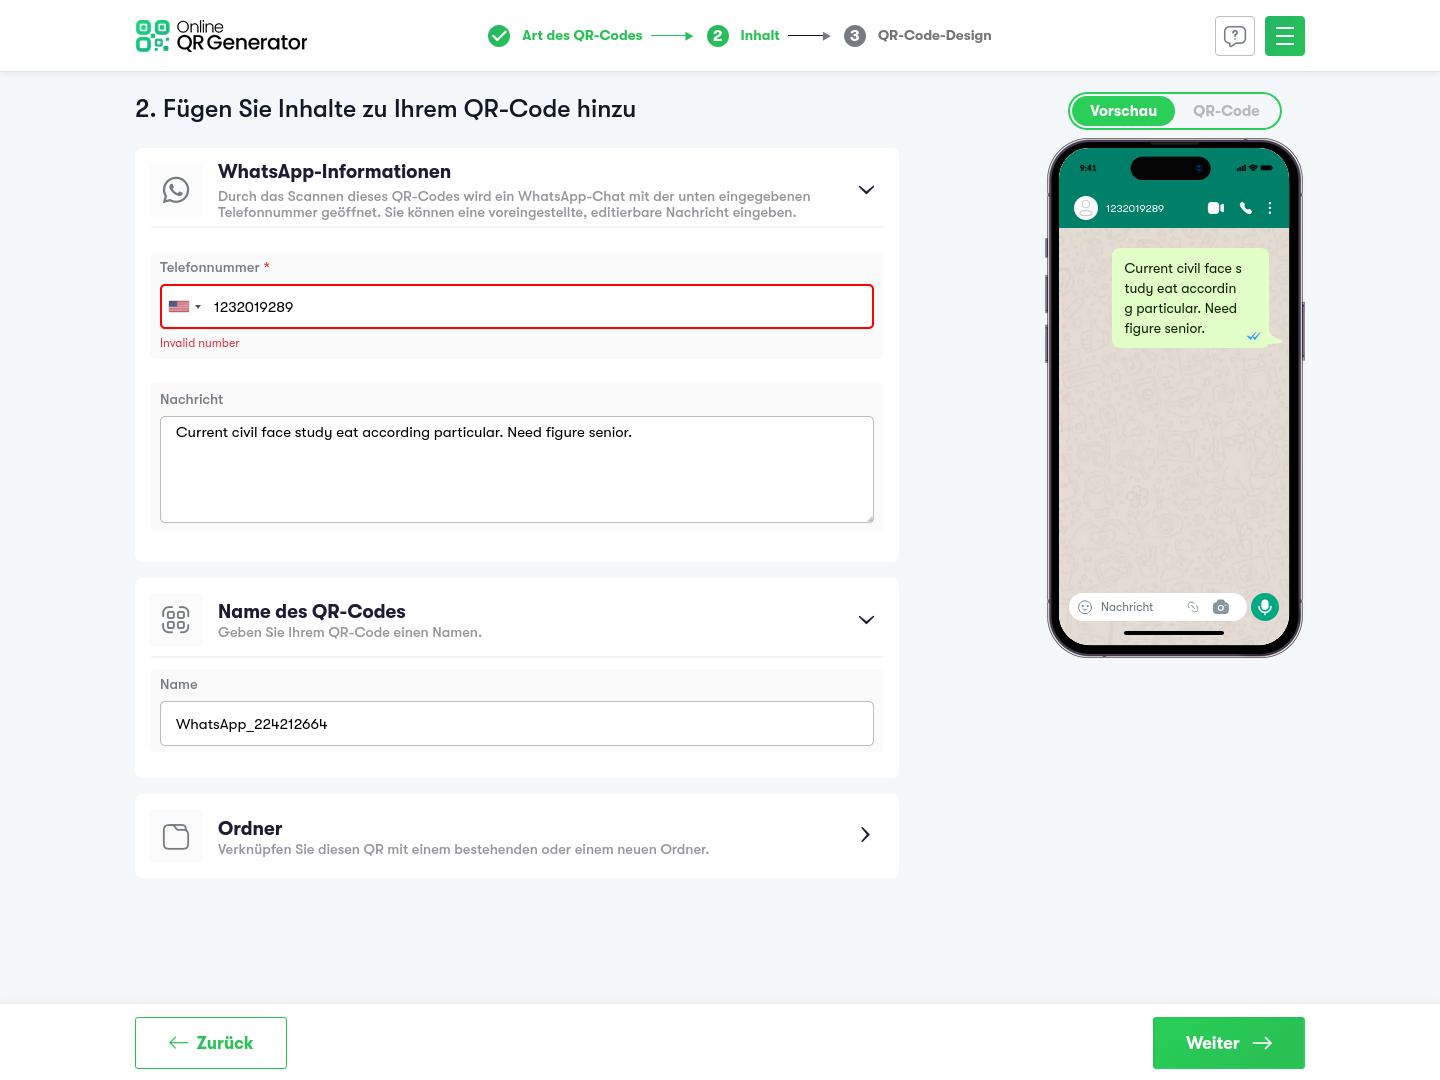 Online
QR Generator
Art des QR-Codes
2 Inhalt
3 QR-Code-Design
2. Fügen Sie Inhalte zu Ihrem QR-Code hinzu
WhatsApp-Informationen
Durch das Scannen dieses QR-Codes wird ein WhatsApp-Chat mit der unten eingegebenen
Telefonnummer geöffnet. Sie können eine voreingestellte, editierbare Nachricht eingeben.
Telefonnummer *
1232019289
Invalid number
Nachricht
Current civil face study eat according particular. Need figure senior.
Name des QR-Codes
Geben Sie Ihrem QR-Code einen Namen.
Name
WhatsApp_224212664
Ordner
Verknüpfen Sie diesen QR mit einem bestehenden oder einem neuen Ordner.
Vorschau
QR-Code
9:41
1232019289
Current civil face s
tudy eat accordin
g particular. Need
figure senior.
Nachricht
Zurück
Weiter